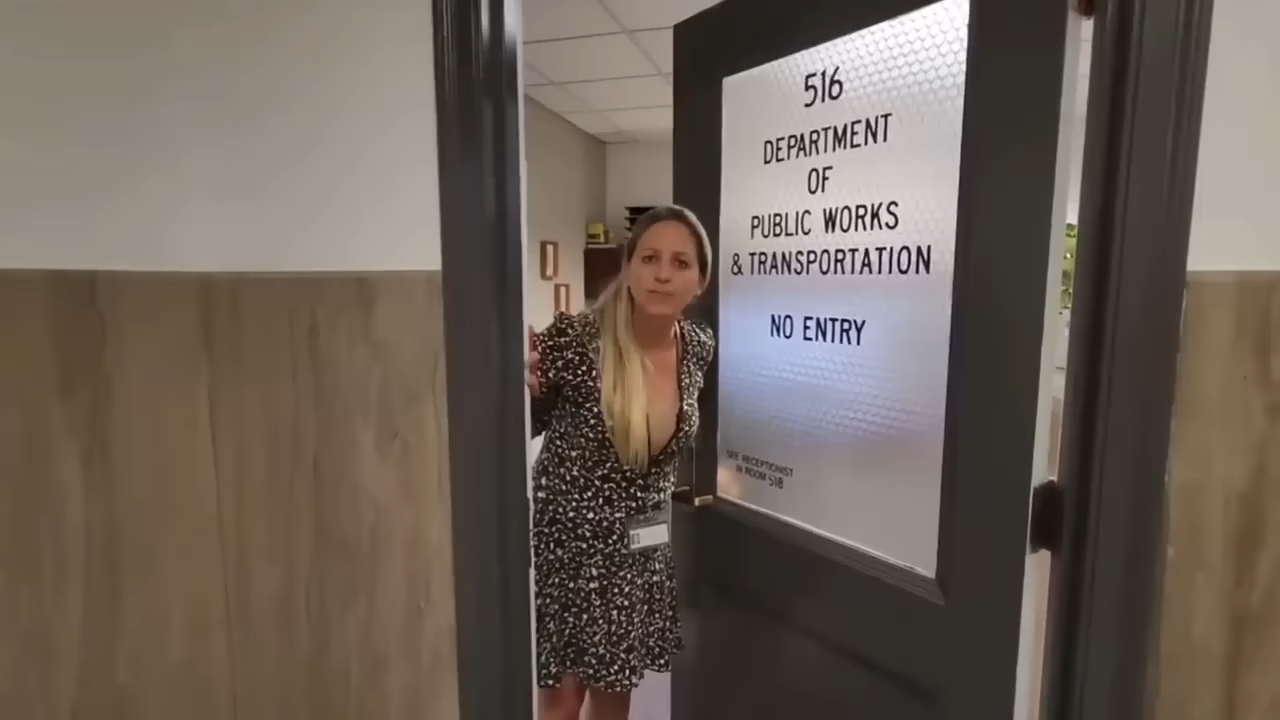 516
DEPARTMENT
OF
PUBLIC WORKS
& TRANSPORTATION
NO ENTRY
SEE RECEPTIONIST
IN ROOM 518